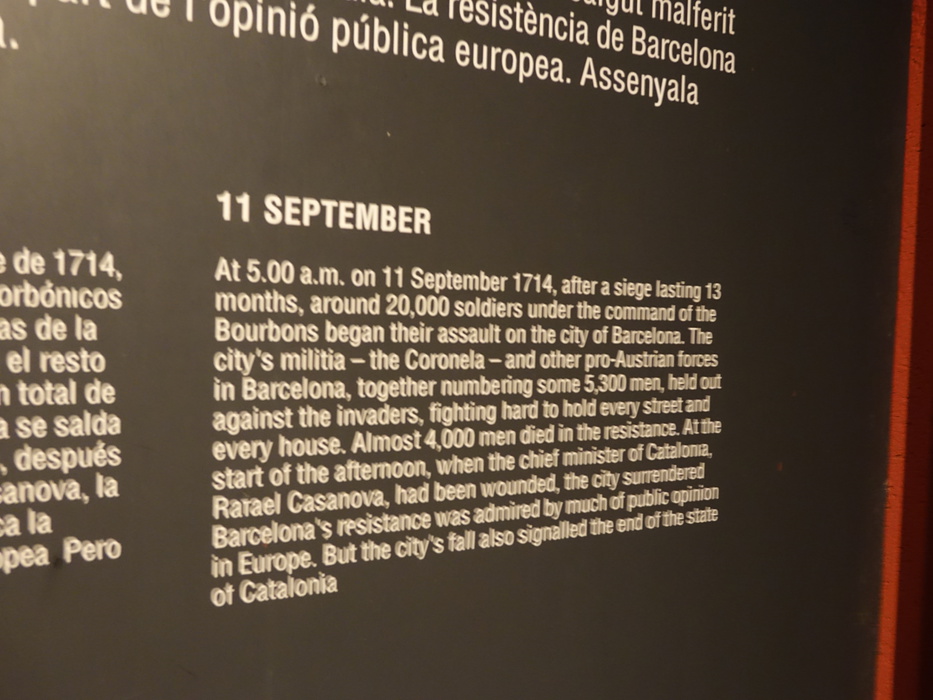 part de l'opinió pública europea. Assenyala
La resistència de Barcelona
malferit
11 SEPTEMBER
At 5.00 a.m. on 11 September 1714, after a siege lasting 13
months, around 20,000 soldiers under the command of the
Bourbons began their assault on the city of Barcelona. The
city's militia – the Coronela – and other pro-Austrian forces
in Barcelona, together numbering some 5,300 men, held out
against the invaders, fighting hard to hold every street and
every house. Almost 4,000 men died in the resistance. At the
start of the afternoon, when the chief minister of Catalonia,
Rafael Casanova, had been wounded, the city surrendered
Barcelona's resistance was admired by much of public opinion
in Europe. But the city's fall also signalled the end of the state
of Catalonia
de 1714,
orbónicos
as de la
el resto
total de
a se salda
, después
sanova, la
ca la
opea Pero